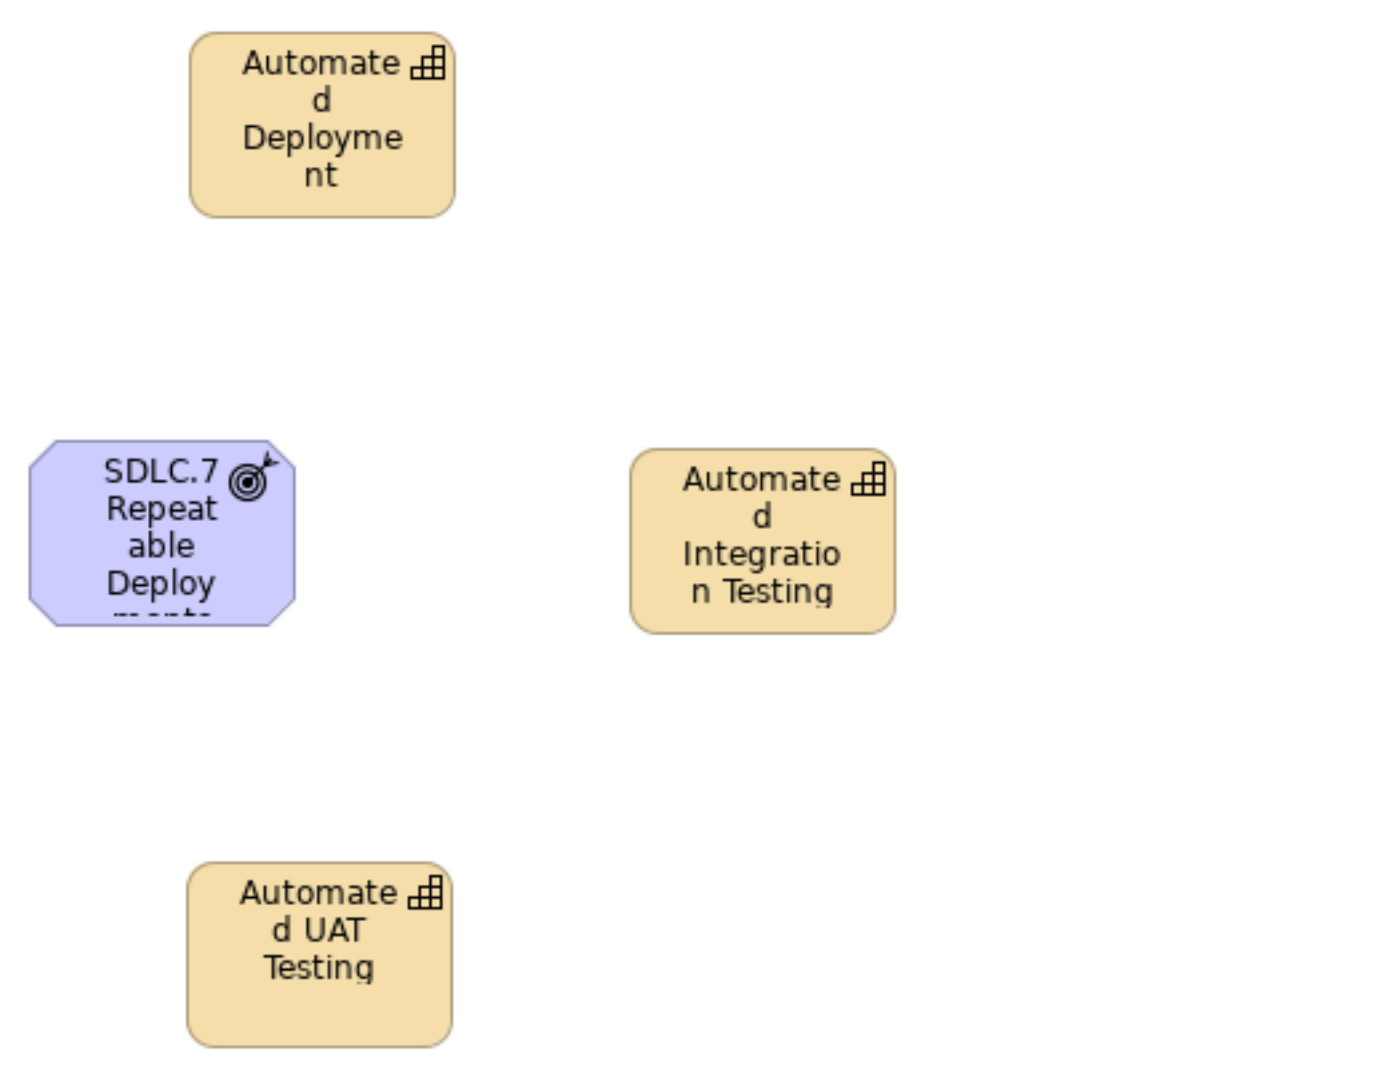 Automate
d
Deployme
nt
SDLC.7
Repeat
able
Deploy
Automate
d
Integratio
n Testing
Automate
d UAT
Testing